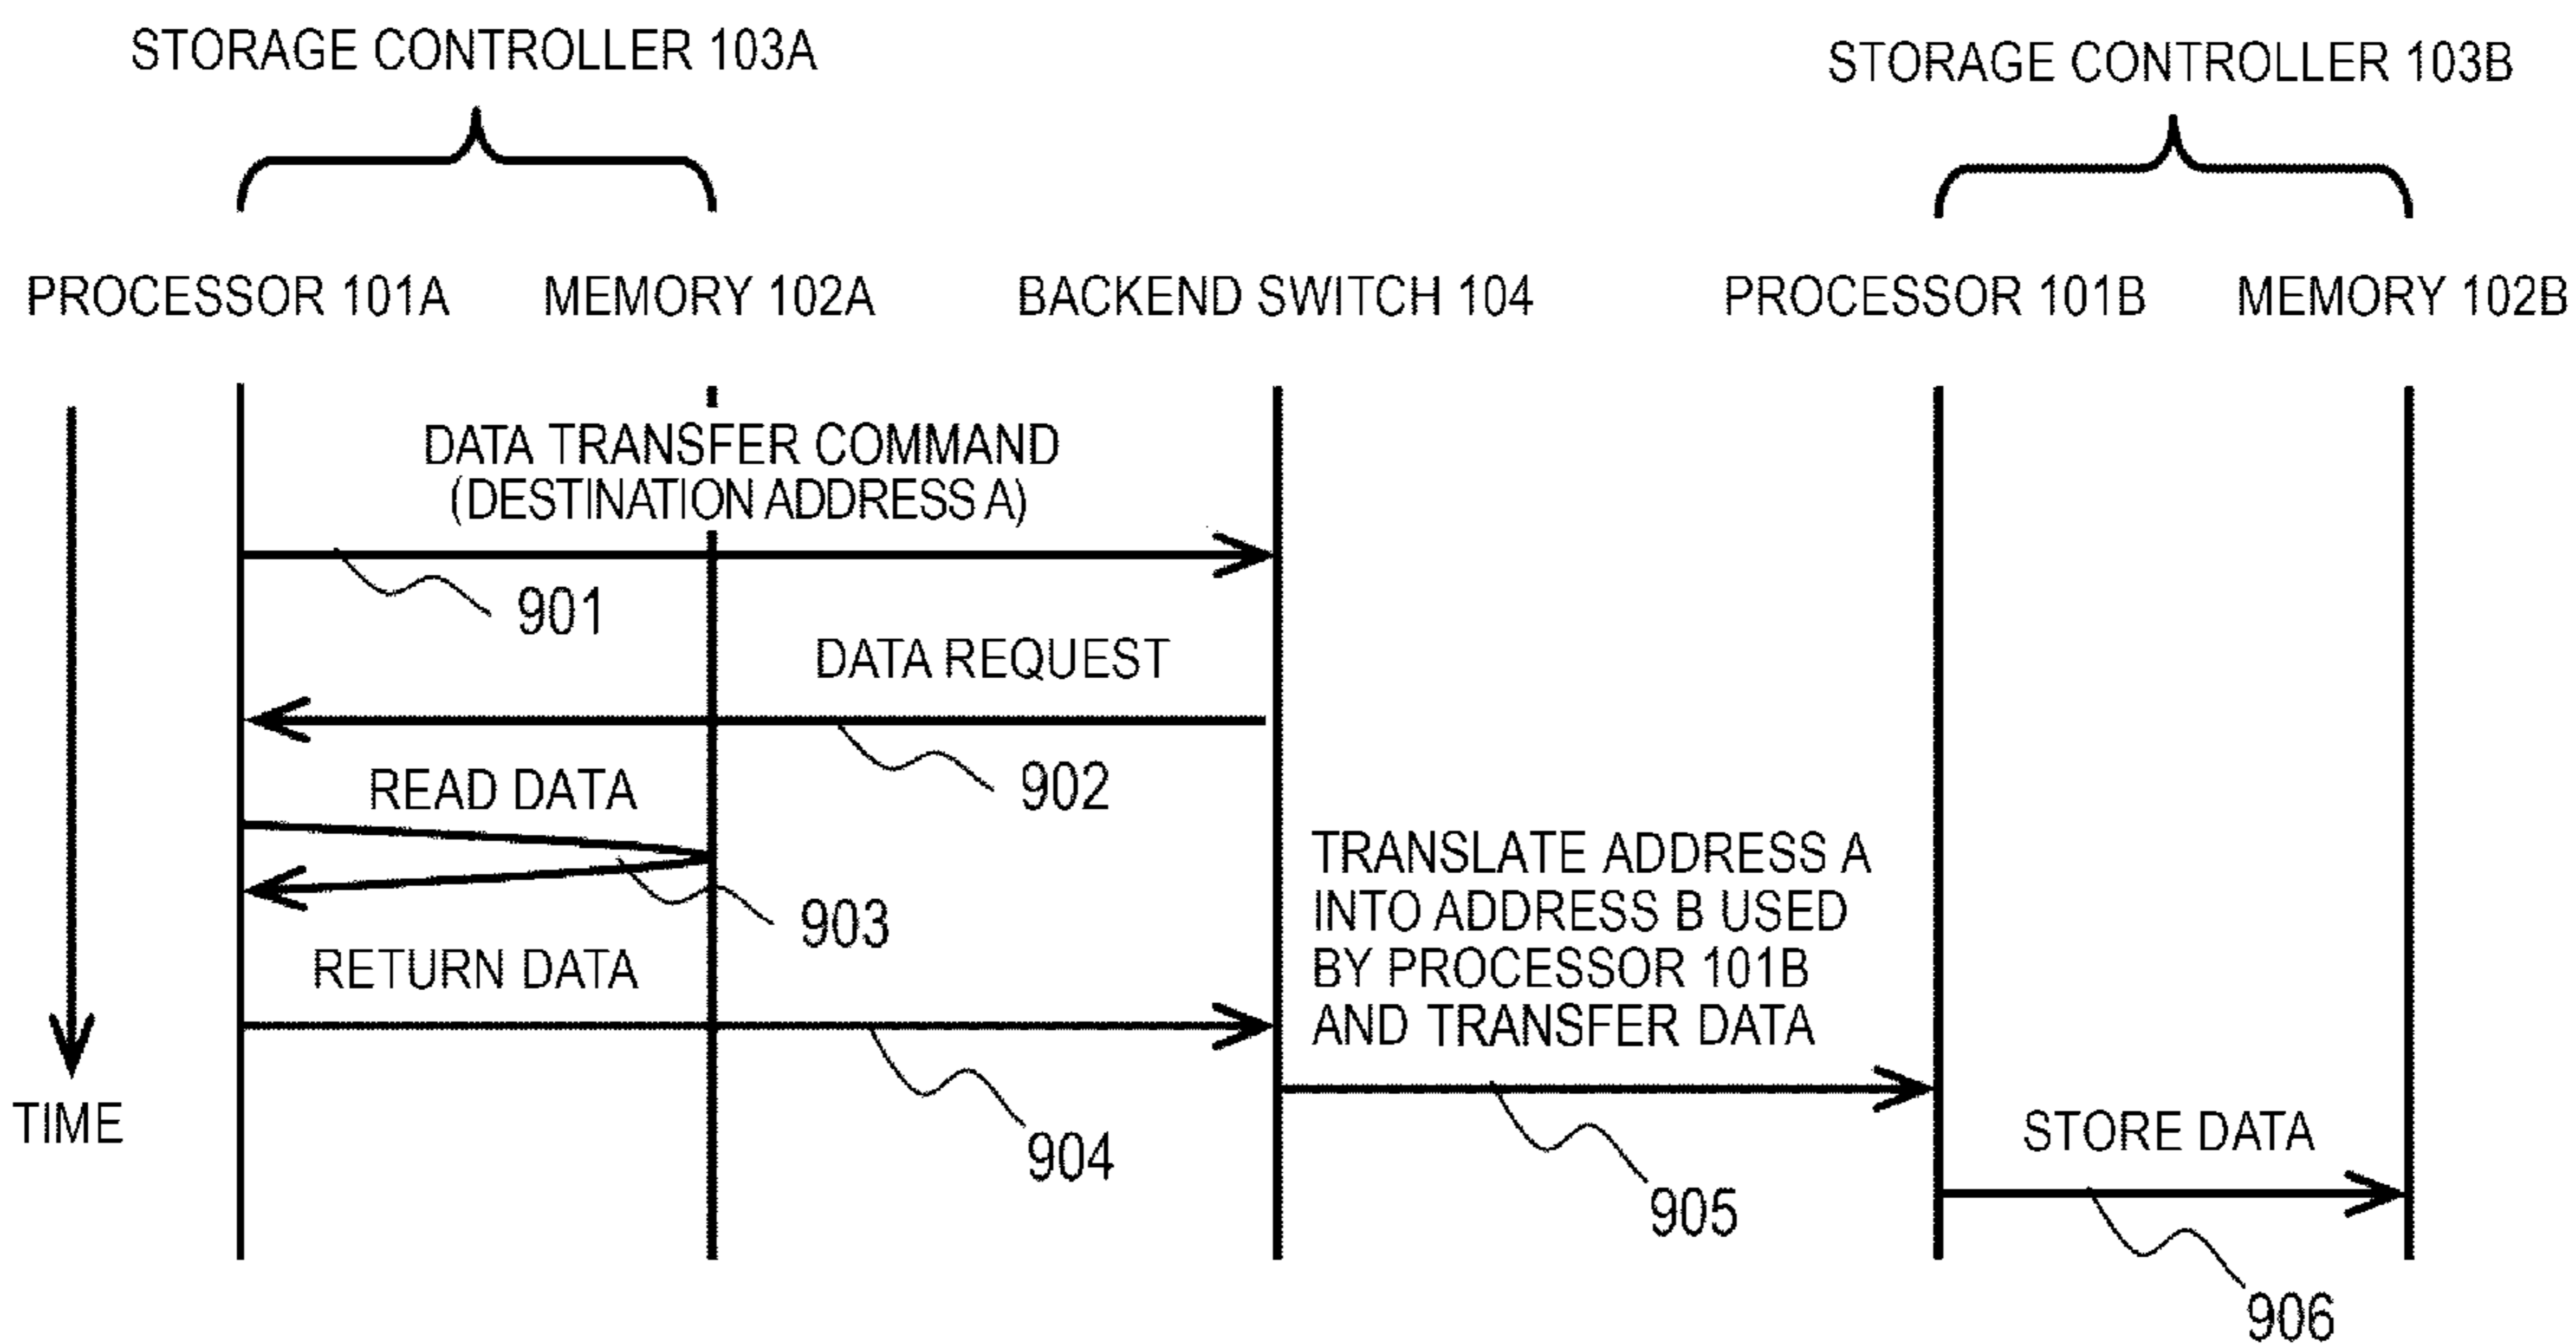 STORAGE CONTROLLER 103A
STORAGE CONTROLLER 103B
PROCESSOR 101A
MEMORY 102A
BACKEND SWITCH 104
PROCESSOR 101B
MEMORY 102B
DATA TRANSFER COMMAND
(DESTINATION ADDRESS A)
901
DATA REQUEST
902
READ DATA
903
RETURN DATA
904
TRANSLATE ADDRESS A
INTO ADDRESS B USED
BY PROCESSOR 101B
AND TRANSFER DATA
905
STORE DATA
906
TIME